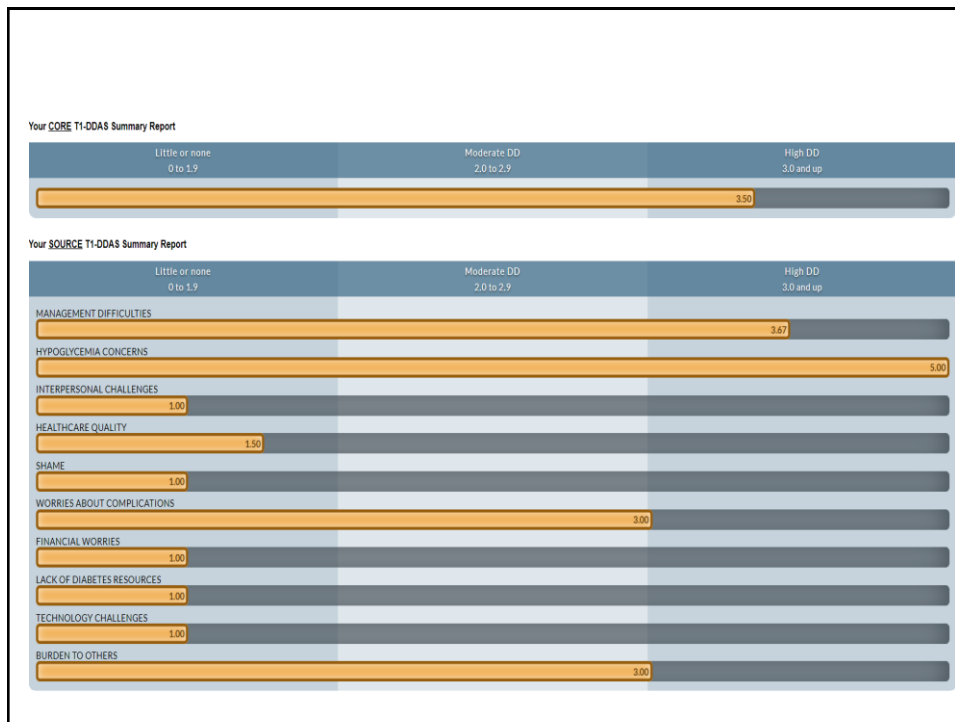 Your CORE T1-DDAS Summary Report
Little or none Moderate DD High DD
0 to 1.9 2.0 to 2.9 3.0 and up
3.50
Your SOURCE T1-DDAS Summary Report
Little or none Moderate DD High DD
0 to 1.9 2.0 to 2.9 3.0 and up
MANAGEMENT DIFFICULTIES
3.67
HYPOGLYCEMIA CONCERNS
5.00
INTERPERSONAL CHALLENGES
1.00
HEALTHCARE QUALITY
1.50
SHAME
1.00
WORRIES ABOUT COMPLICATIONS
3.00
FINANCIAL WORRIES
1.00
LACK OF DIABETES RESOURCES
1.00
TECHNOLOGY CHALLENGES
1.00
BURDEN TO OTHERS
3.00